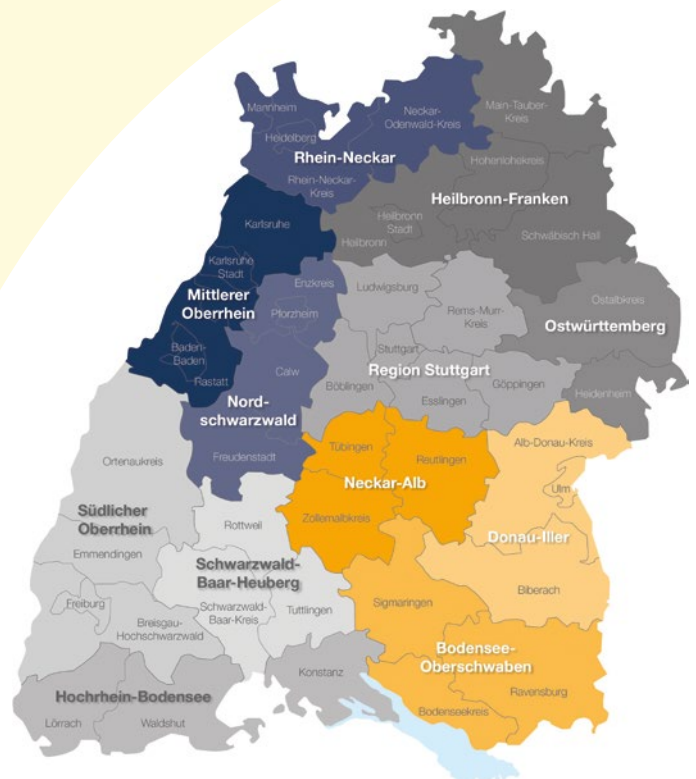 Mannheim
Heidelberg
Neckar-
Odenwald-Kreis
Rhein-Neckar
Rhein-Neckar-
Kreis
Main-Tauber-
Kreis
Hohenlohekreis
Heilbronn-Franken
Heilbronn
Stadt
Heilbronn
Schwäbisch Hall
Karlsruhe
Karlsruhe
Stadt
Mittlerer
Oberrhein
Baden-
Baden
Rastatt
Enzkreis
Pforzheim
Calw
Nord-
schwarzwald
Freudenstadt
Ludwigsburg
Rems-Murr-
Kreis
Stuttgart
Region Stuttgart
Böblingen
Esslingen
Göppingen
Ostalbkreis
Ostwürttemberg
Heidenheim
Ortenaukreis
Südlicher
Oberrhein
Emmendingen
Freiburg
Breisgau-
Hochschwarzwald
Rottweil
Schwarzwald-
Baar-Heuberg
Schwarzwald-
Baar-Kreis
Tuttlingen
Tübingen
Reutlingen
Neckar-Alb
Zollernalbkreis
Alb-Donau-Kreis
Ulm
Donau-Iller
Biberach
Sigmaringen
Bodensee-
Oberschwaben
Ravensburg
Bodenseekreis
Konstanz
Hochrhein-Bodensee
Lörrach
Waldshut